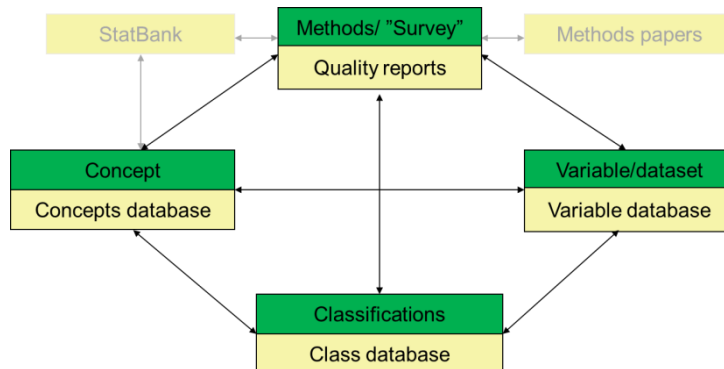 StatBank
Methods/ ”Survey”
Methods papers
Quality reports
Concept
Variable/dataset
Concepts database
Variable database
Classifications
Class database